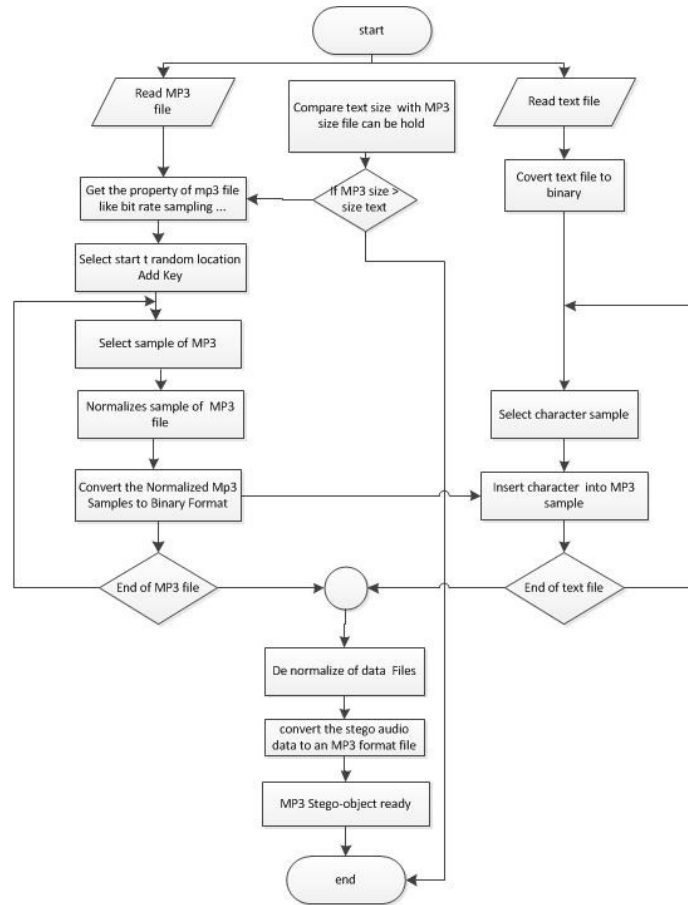 start
Read MP3
file
Compare text size with MP3
size file can be hold
Read text file
If MP3 size >
size text
Get the property of mp3 file
like bit rate sampling ...
Covert text file to
binary
Select start t random location
Add Key
Select sample of MP3
Normalizes sample of MP3
file
Select character sample
Convert the Normalized Mp3
Samples to Binary Format
Insert character into MP3
sample
End of MP3 file
End of text file
De normalize of data Files
convert the stego audio
data to an MP3 format file
MP3 Stego-object ready
end